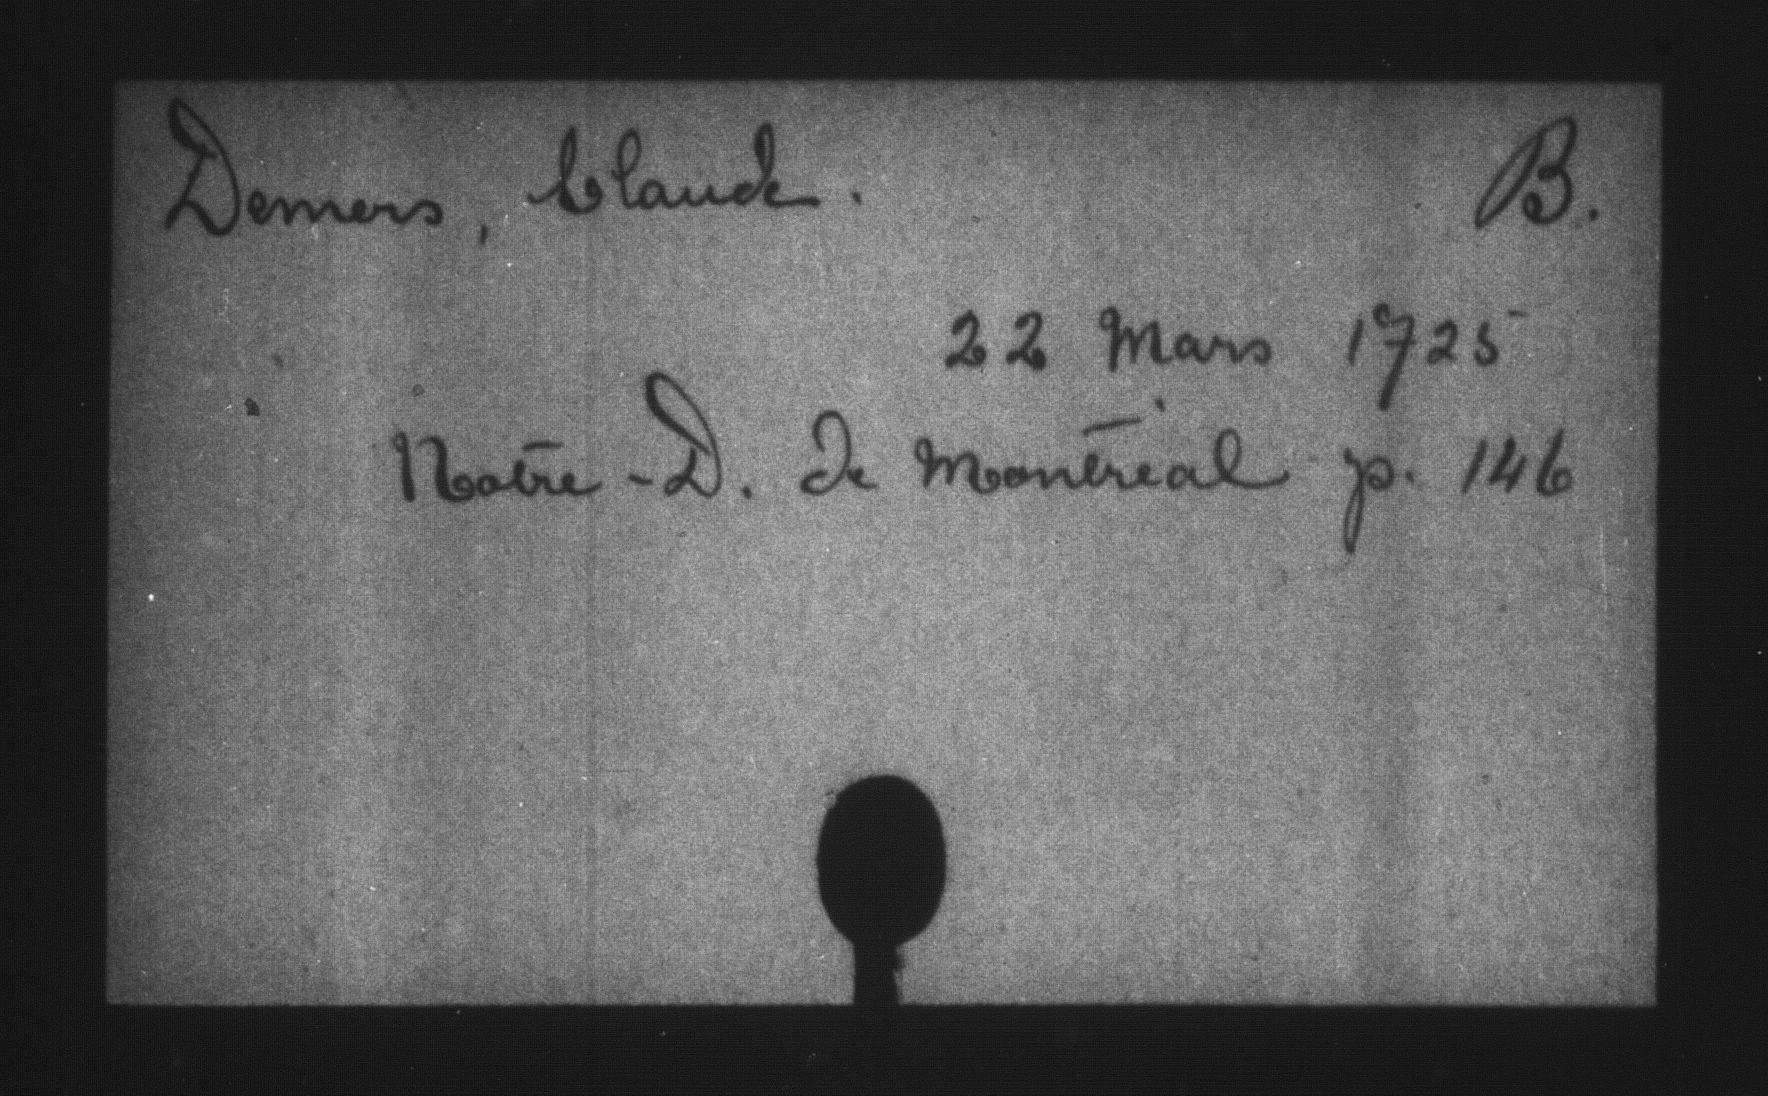 Demers, Claude. B.
22 Mars 1725
Notre-D. de Montréal p. 146